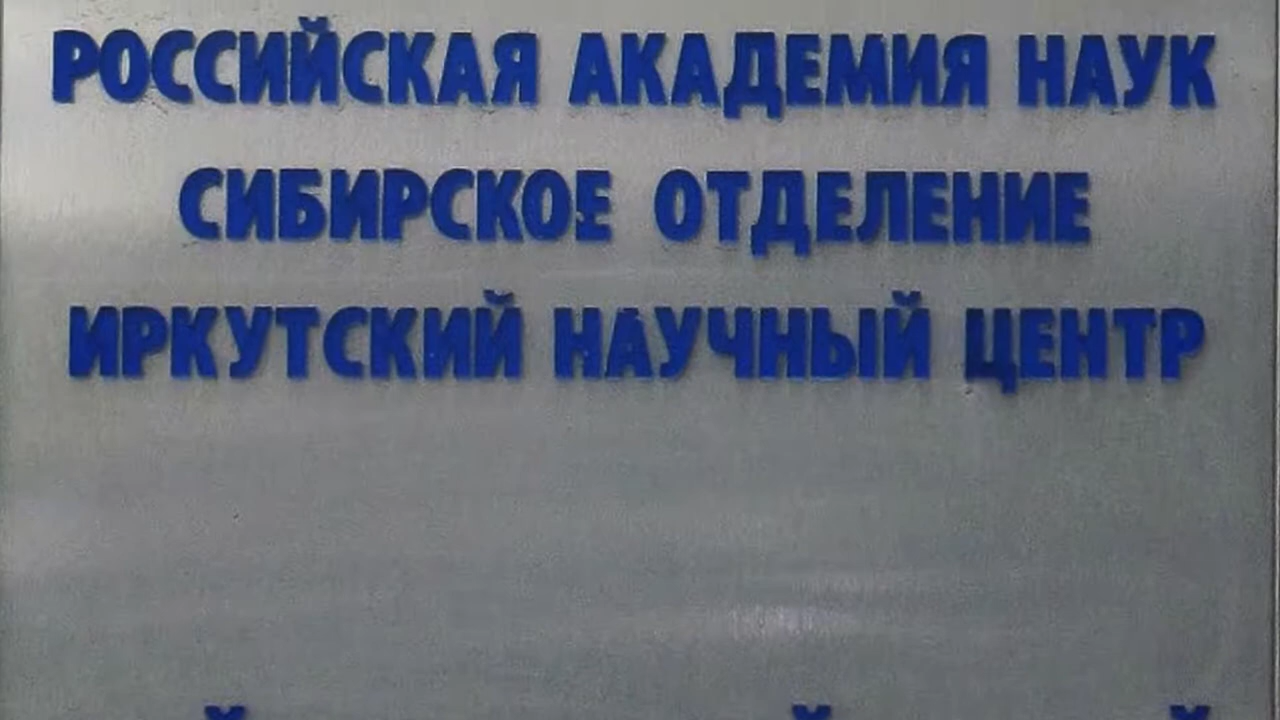 РОССИЙСКАЯ АКАДЕМИЯ НАУК
СИБИРСКОЕ ОТДЕЛЕНИЕ
ИРКУТСКИЙ НАУЧНЫЙ ЦЕНТР